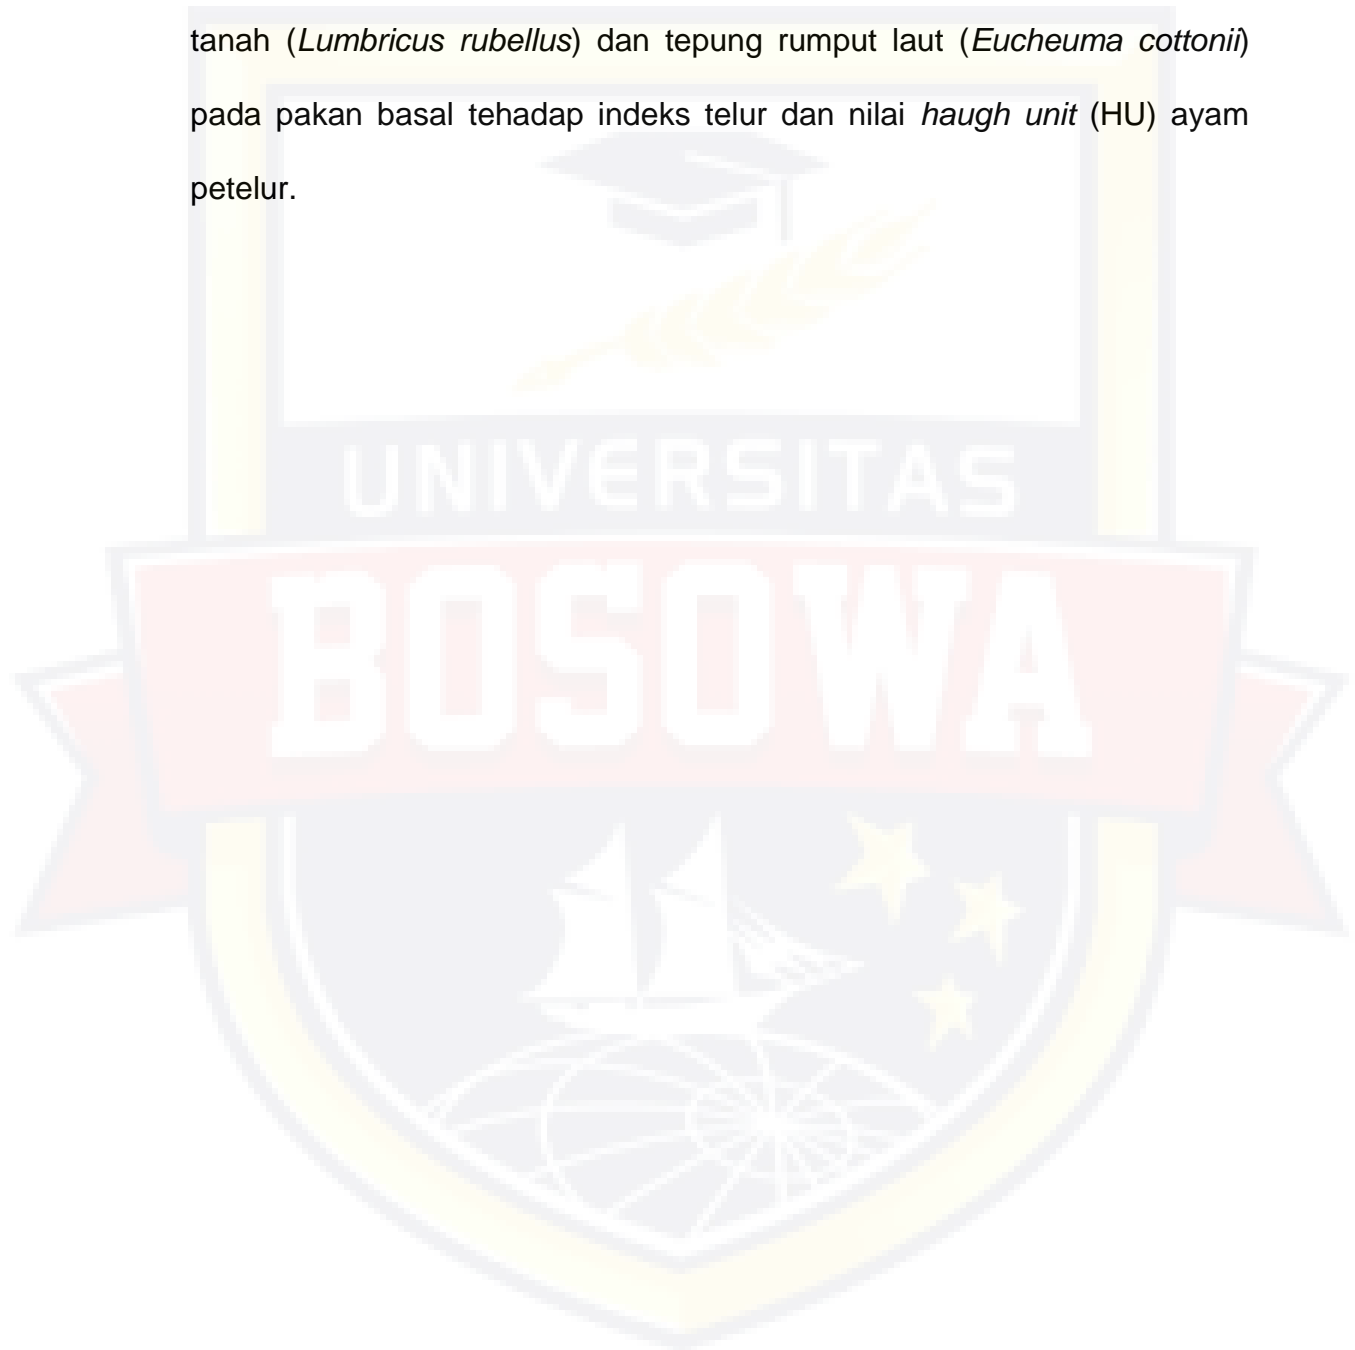 tanah (Lumbricus rubellus) dan tepung rumput laut (Eucheuma cottonii)
pada pakan basal tehadap indeks telur dan nilai haugh unit (HU) ayam
petelur.
UNIVERSITAS
BOSOWA